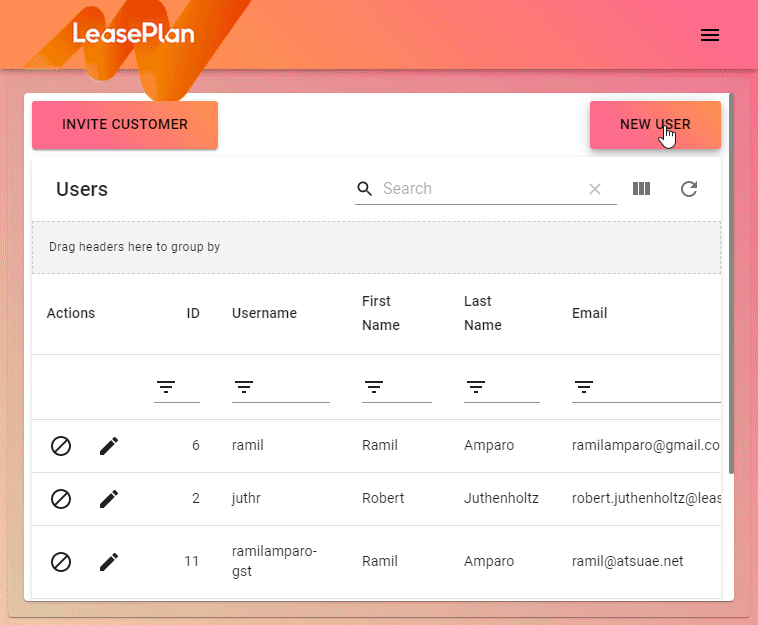 LeasePlan
INVITE CUSTOMER
NEW USER
Users
Search
Drag headers here to group by
Actions
ID
Username
First
Name
Last
Name
Email
6
ramil
Ramil
Amparo
ramilamparo@gmail.co
2
juthr
Robert
Juthenholtz
robert.juthenholtz@leas
11
ramilamparo-
gst
Ramil
Amparo
ramil@atsuae.net